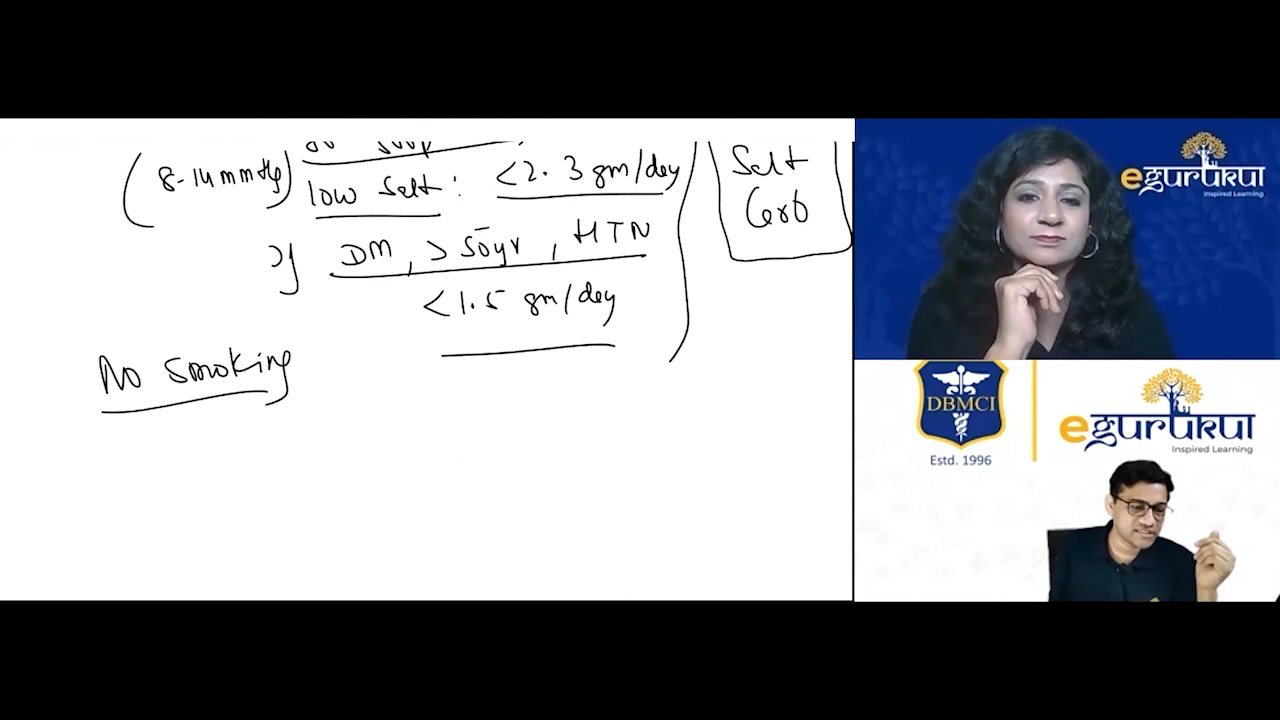 (8-14 mmHg)
low salt: <2.3 gm/day
If DM, > 50yr, HTN
<1.5 gm/day
No smoking
Salt
Carb
egurukul
Inspired Learning
DBMCI
Estd. 1996
egurukul
Inspired Learning